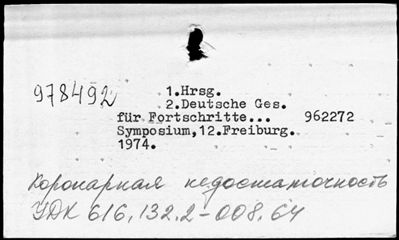 1.Hrsg.
978492 2.Deutsche Ges.
für Fortschritte... 962272
Symposium,12.Freiburg.
1974.
Коронарная недостаточность
УДК 616.132.2-008.64